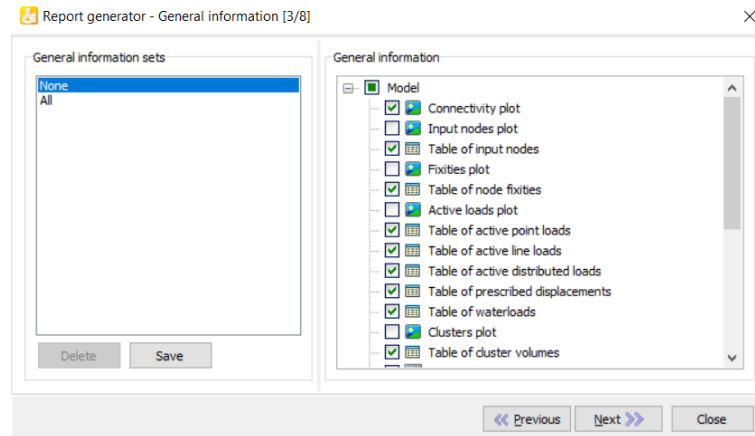 Report generator - General information [3/8]
General information sets
None
All
Delete
Save
General information
Model
Connectivity plot
Input nodes plot
Table of input nodes
Fixities plot
Table of node fixities
Active loads plot
Table of active point loads
Table of active line loads
Table of active distributed loads
Table of prescribed displacements
Table of waterloads
Clusters plot
Table of cluster volumes
Previous
Next
Close